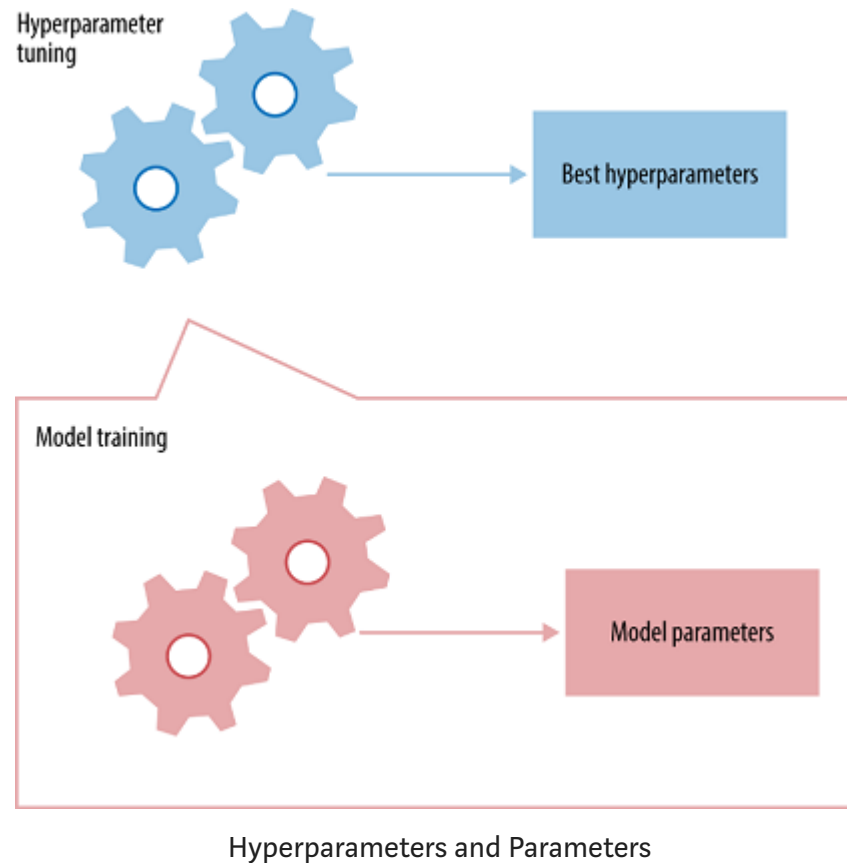 Hyperparameter
tuning
Best hyperparameters
Model training
Model parameters
Hyperparameters and Parameters